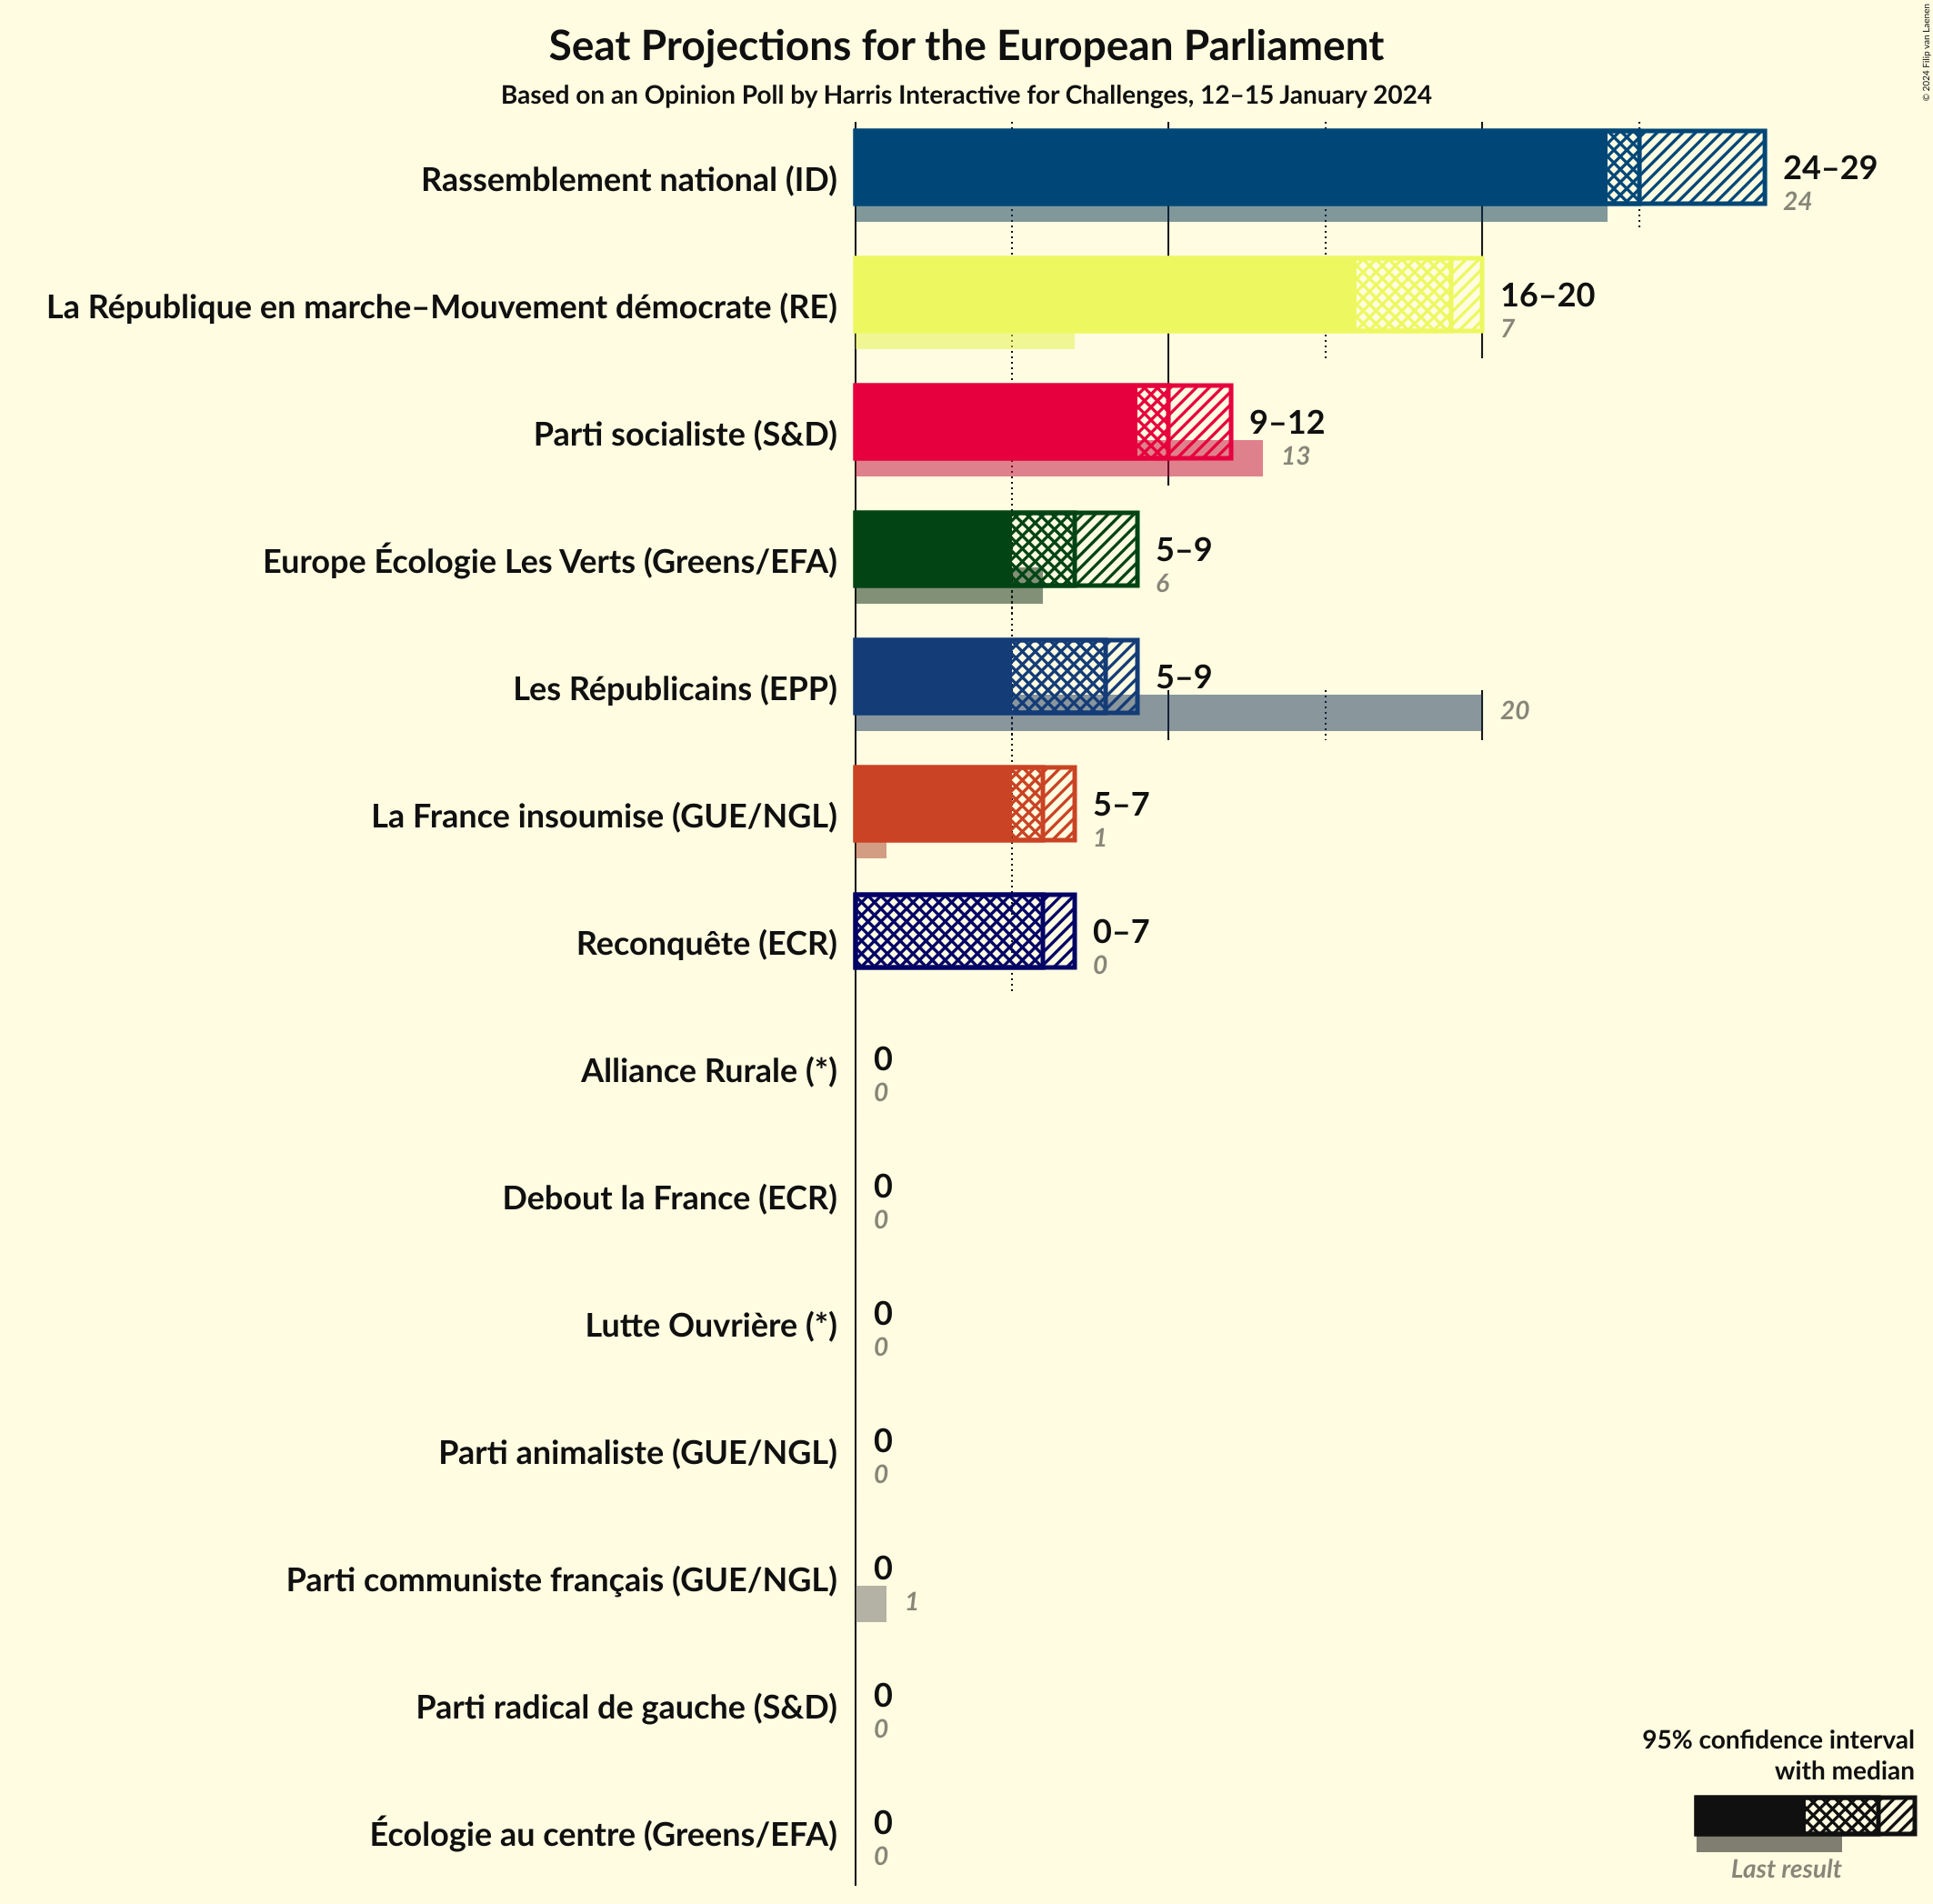 Seat Projections for the European Parliament
Based on an Opinion Poll by Harris Interactive for Challenges, 12–15 January 2024
© 2024 Filip van Laenen
Rassemblement national (ID)
24–29
24
La République en marche–Mouvement démocrate (RE)
16–20
7
Parti socialiste (S&D)
9–12
13
Europe Écologie Les Verts (Greens/EFA)
5–9
6
Les Républicains (EPP)
5–9
20
La France insoumise (GUE/NGL)
5–7
1
Reconquête (ECR)
0–7
0
Alliance Rurale (*)
0
0
Debout la France (ECR)
0
0
Lutte Ouvrière (*)
0
0
Parti animaliste (GUE/NGL)
0
0
Parti communiste français (GUE/NGL)
0
1
Parti radical de gauche (S&D)
0
0
Écologie au centre (Greens/EFA)
0
0
95% confidence interval
with median
Last result